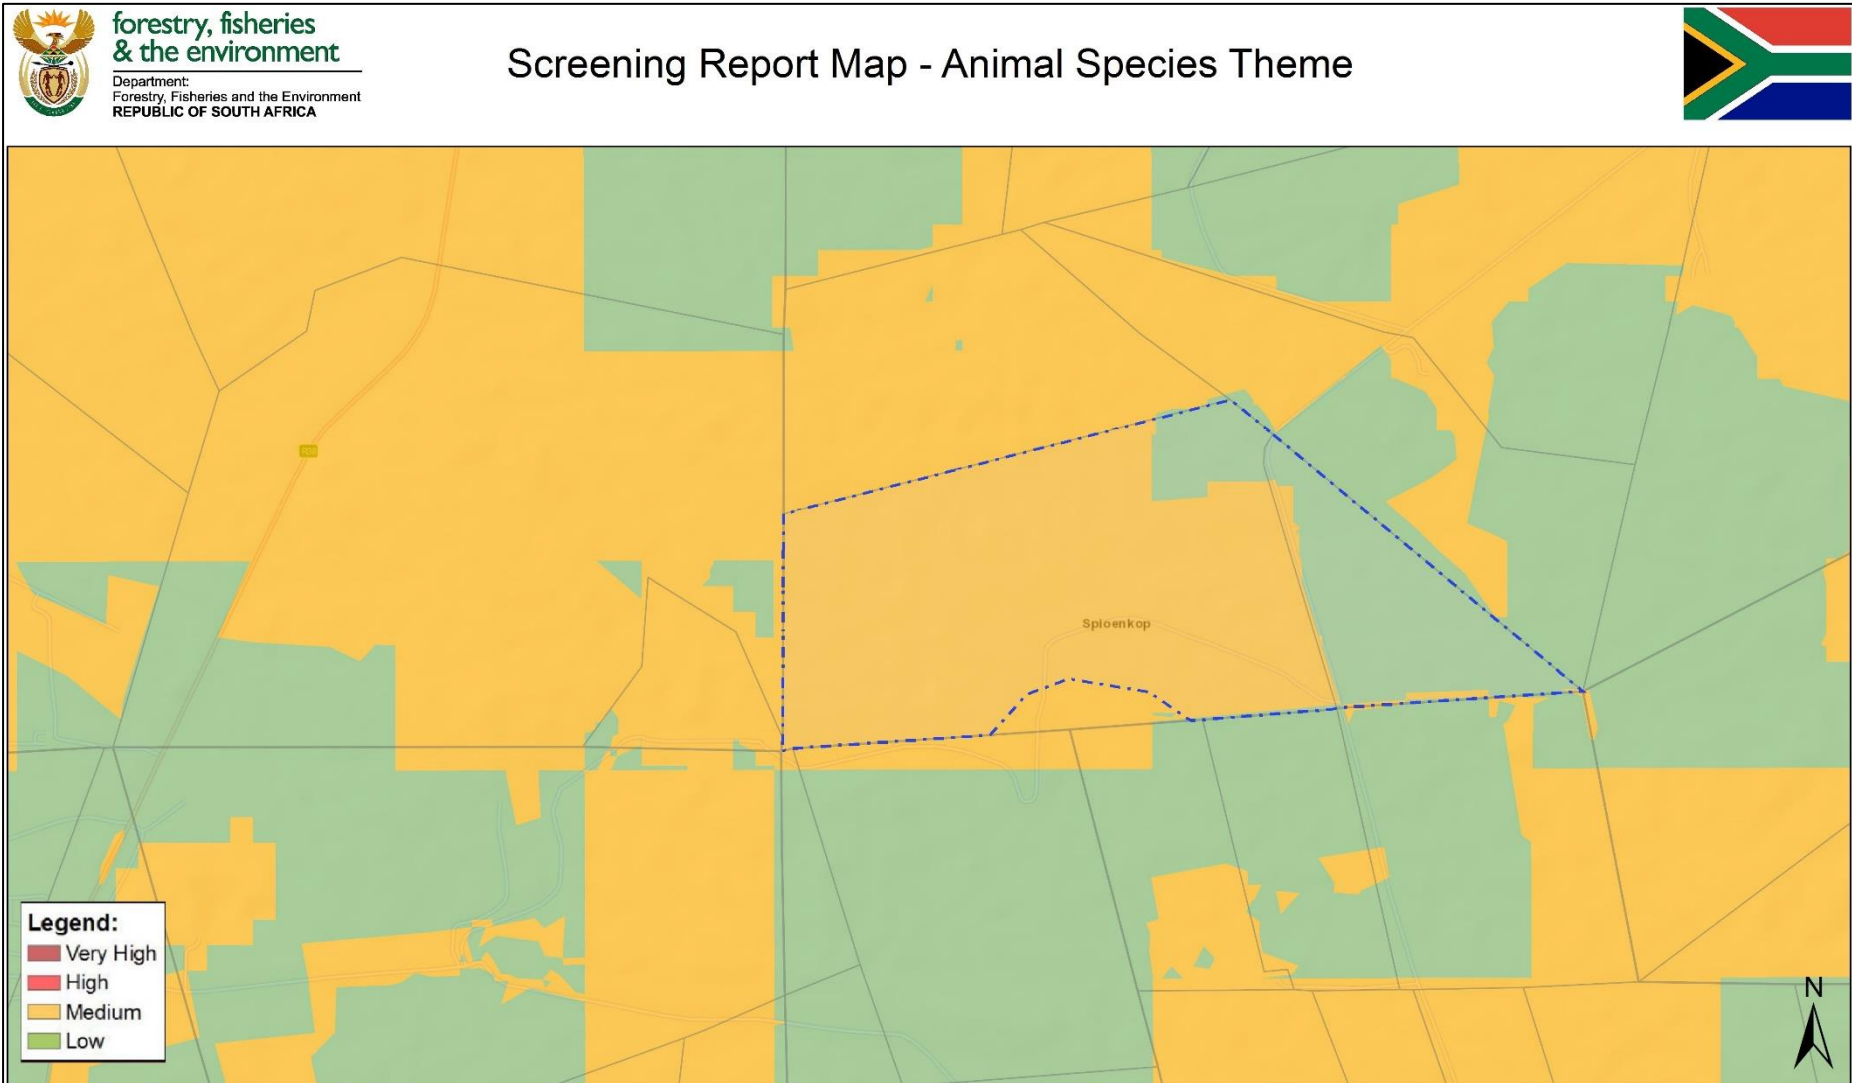 forestry, fisheries
& the environment
Department:
Forestry, Fisheries and the Environment
REPUBLIC OF SOUTH AFRICA
Screening Report Map - Animal Species Theme
Spioenkop
Legend:
Very High
High
Medium
Low
N